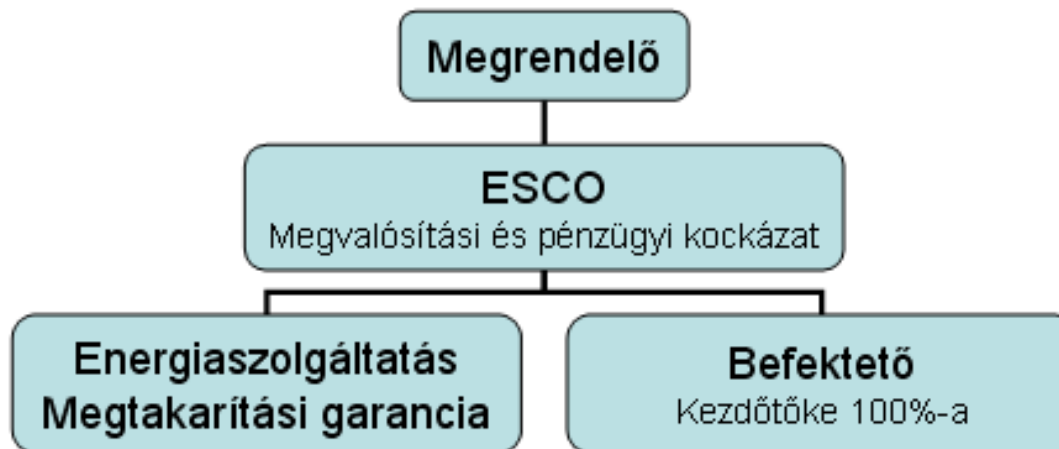 Megrendelő
ESCO
Megvalósítási és pénzügyi kockázat
Energiaszolgáltatás
Megtakarítási garancia
Befektető
Kezdőtőke 100%-a